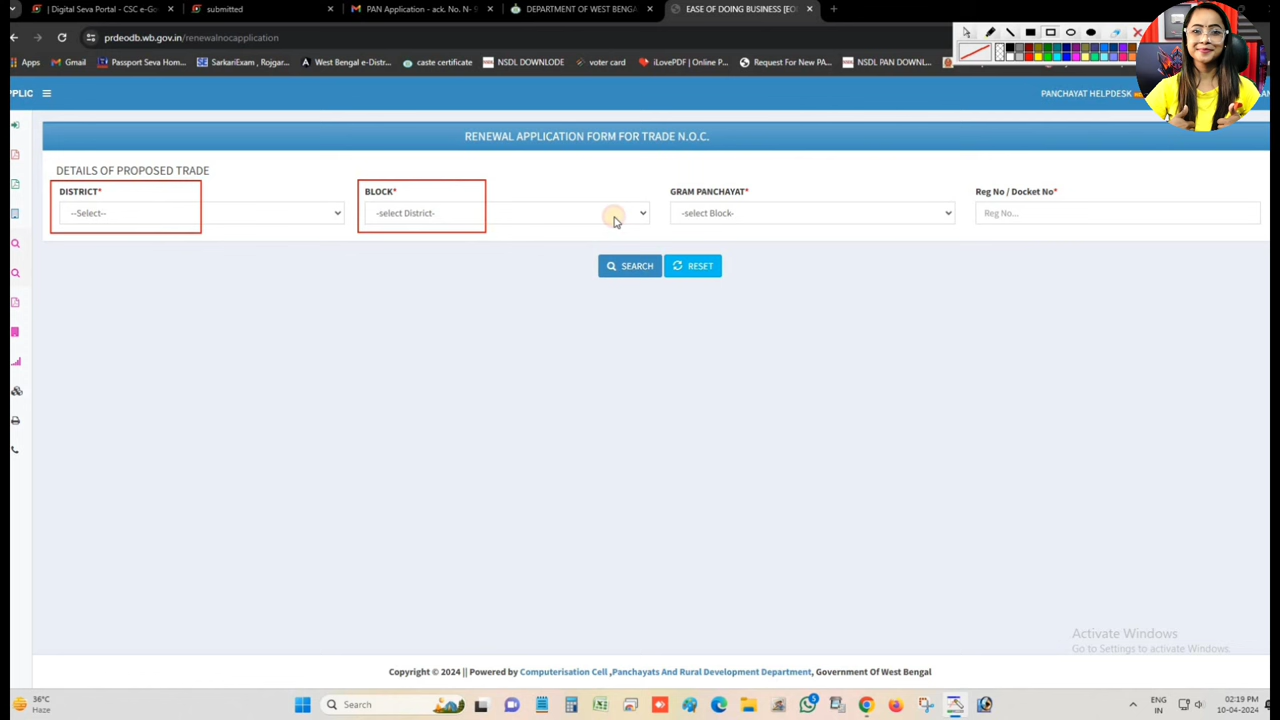 | Digital Seva Portal - CSC e-Go
submitted
PAN Application - ack. No. N-
DEPARTMENT OF WEST BENGA
EASE OF DOING BUSINESS [EO
prdeodb.wb.gov.in/renewalnocapplication
Apps
Gmail
Passport Seva Hom...
SarkariExam , Rojgar...
West Bengal e-Distr...
caste certificate
NSDL DOWNLODE
voter card
iLovePDF | Online P...
Request For New PA...
NSDL PAN DOWNL...
PPLIC
PANCHAYAT HELPDESK
RENEWAL APPLICATION FORM FOR TRADE N.O.C.
DETAILS OF PROPOSED TRADE
DISTRICT*
BLOCK*
GRAM PANCHAYAT*
Reg No / Docket No*
--Select--
-select District-
-select Block-
Reg No...
SEARCH
RESET
Activate Windows
Go to Settings to activate Windows.
Copyright © 2024 || Powered by Computerisation Cell ,Panchayats And Rural Development Department, Government Of West Bengal
36°C
Haze
Search
5
ENG
IN
02:19 PM
10-04-2024